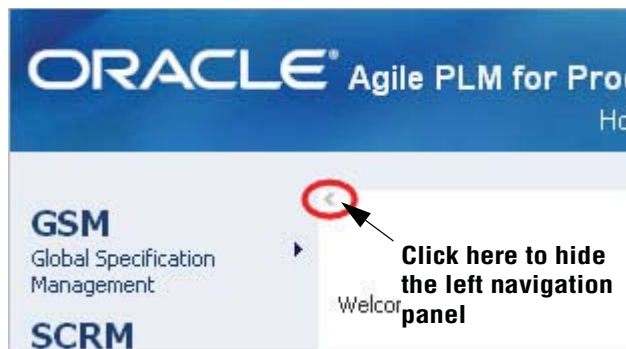 ORACLE® Agile PLM for Pro
Ho
GSM
Global Specification
Management
SCRM
Click here to hide
the left navigation
panel
Welcor